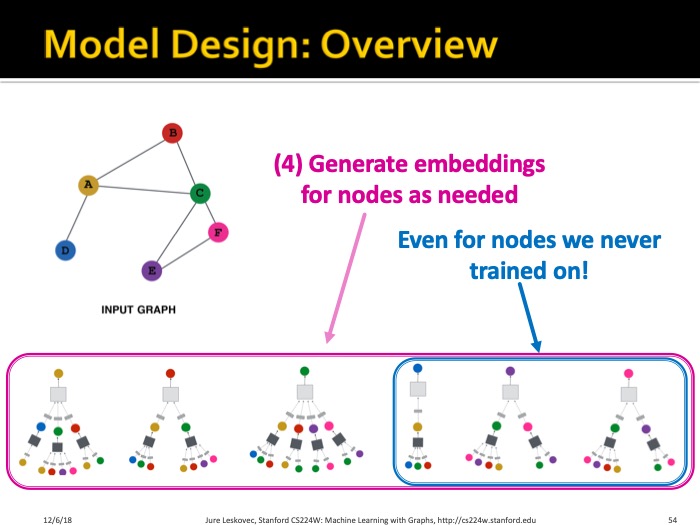 Model Design: Overview
B
(4) Generate embeddings
for nodes as needed
A
C
F
Even for nodes we never
trained on!
D
E
INPUT GRAPH
12/6/18
Jure Leskovec, Stanford CS224W: Machine Learning with Graphs, http://cs224w.stanford.edu
54